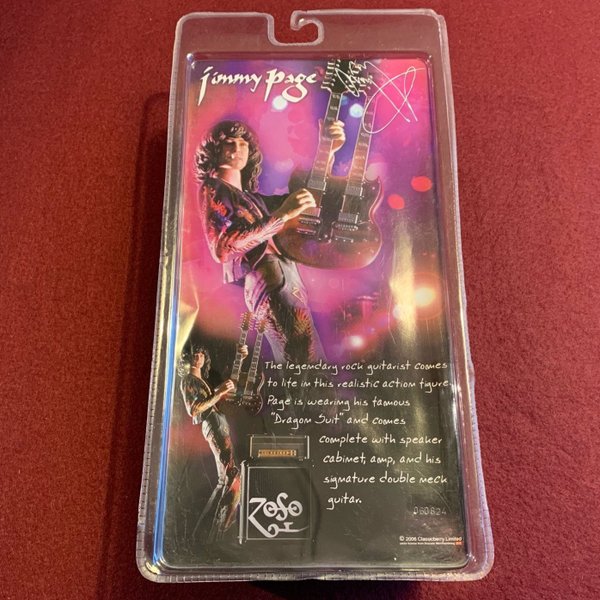 jimmy page
The legendary rock guitarist comes
to life in this realistic action figure.
Page is wearing his famous
"Dragon Suit" and comes
complete with speaker
cabinet, amp, and his
signature double neck
guitar.
ZoSo
060824
© 2006 Classicberry Limited